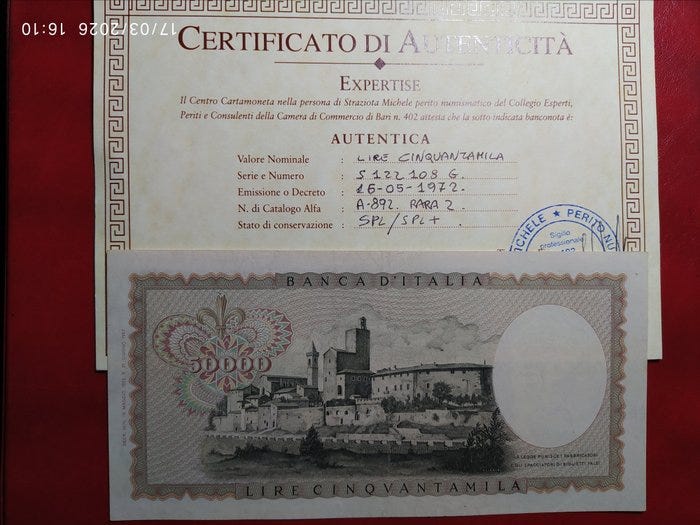 17/03/2026 16:10
CERTIFICATO DI AUTENTICITÀ
EXPERTISE
Il Centro Cartamoneta nella persona di Straziota Michele perito numismatico del Collegio Esperti,
Periti e Consulenti della Camera di Commercio di Bari n. 402 attesta che la sotto indicata banconota è:
AUTENTICA
Valore Nominale : LIRE CINQUANTAMILA
Serie e Numero : S 122108 G.
Emissione o Decreto : 16-05-1972.
N. di Catalogo Alfa : A-892. RARA 2.
Stato di conservazione : SPL/SPL+ .
MICHELE ★ PERITO NU
Sigillo
professionale
BANCA D'ITALIA
50000
LA LEGGE PUNISCE I FABBRICATORI
E GLI SPACCIATORI DI BIGLIETTI FALSI
LIRE CINQVANTAMILA